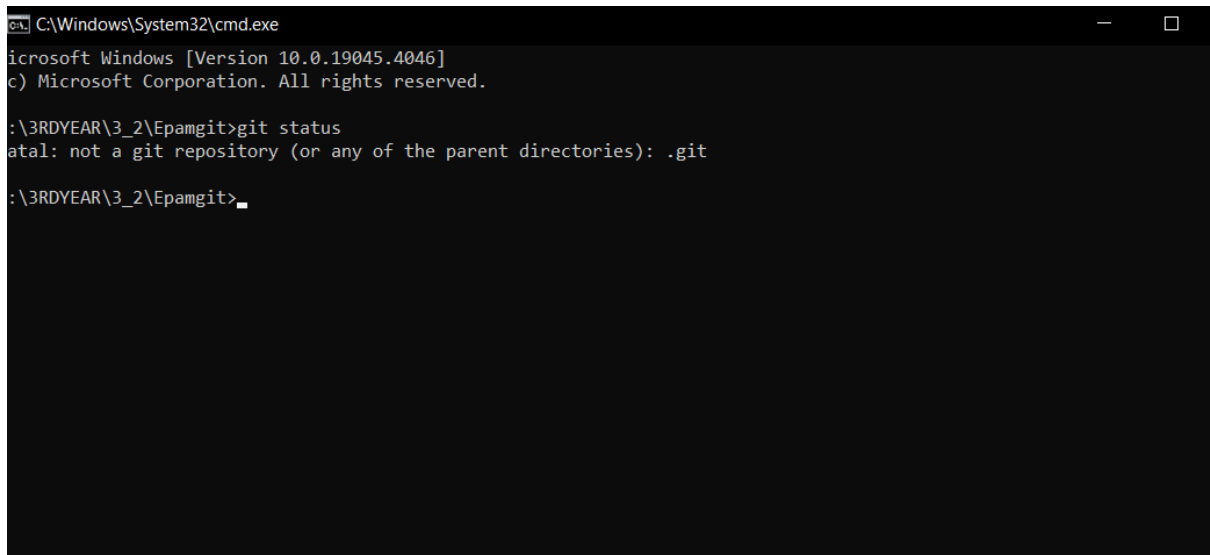 C:\Windows\System32\cmd.exe
icrosoft Windows [Version 10.0.19045.4046]
c) Microsoft Corporation. All rights reserved.
:\3RDYEAR\3_2\Epamgit>git status
atal: not a git repository (or any of the parent directories): .git
:\3RDYEAR\3_2\Epamgit>